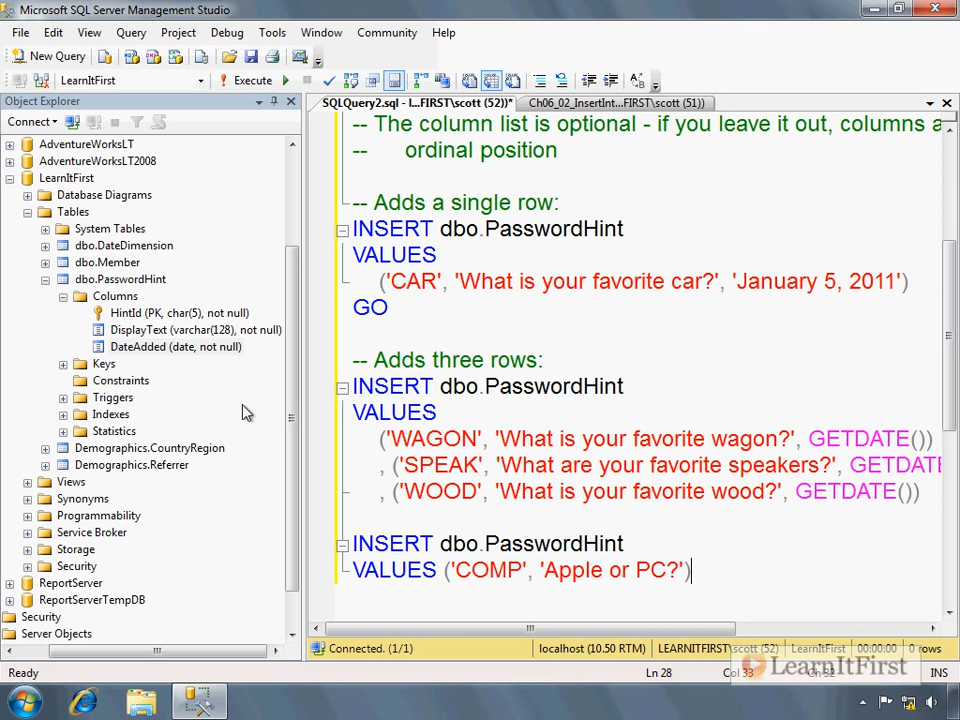 Microsoft SQL Server Management Studio
File Edit View Query Project Debug Tools Window Community Help
New Query
LearnItFirst Execute
Object Explorer
SQLQuery2.sql - l...FIRST\scott (52))* Ch06_02_InsertInt...FIRST\scott (51))
Connect
AdventureWorksLT
AdventureWorksLT2008
LearnItFirst
Database Diagrams
Tables
System Tables
dbo.DateDimension
dbo.Member
dbo.PasswordHint
Columns
HintId (PK, char(5), not null)
DisplayText (varchar(128), not null)
DateAdded (date, not null)
Keys
Constraints
Triggers
Indexes
Statistics
Demographics.CountryRegion
Demographics.Referrer
Views
Synonyms
Programmability
Service Broker
Storage
Security
ReportServer
ReportServerTempDB
Security
Server Objects
-- The column list is optional - if you leave it out, columns a
-- ordinal position
-- Adds a single row:
INSERT dbo.PasswordHint
VALUES
('CAR', 'What is your favorite car?', 'January 5, 2011')
GO
-- Adds three rows:
INSERT dbo.PasswordHint
VALUES
('WAGON', 'What is your favorite wagon?', GETDATE())
, ('SPEAK', 'What are your favorite speakers?', GETDATE
, ('WOOD', 'What is your favorite wood?', GETDATE())
INSERT dbo.PasswordHint
VALUES ('COMP', 'Apple or PC?')
Connected. (1/1) localhost (10.50 RTM) LEARNITFIRST\scott (52) LearnItFirst 00:00:00 0 rows
Ready Ln 28 Col 33 Ch 32 INS
LearnItFirst